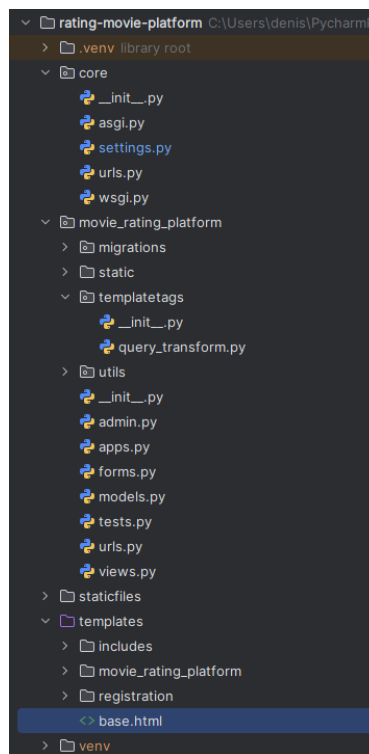 rating-movie-platform C:\Users\denis\Pycharm
.venv library root
core
__init__.py
asgi.py
settings.py
urls.py
wsgi.py
movie_rating_platform
migrations
static
templatetags
__init__.py
query_transform.py
utils
__init__.py
admin.py
apps.py
forms.py
models.py
tests.py
urls.py
views.py
staticfiles
templates
includes
movie_rating_platform
registration
<> base.html
venv